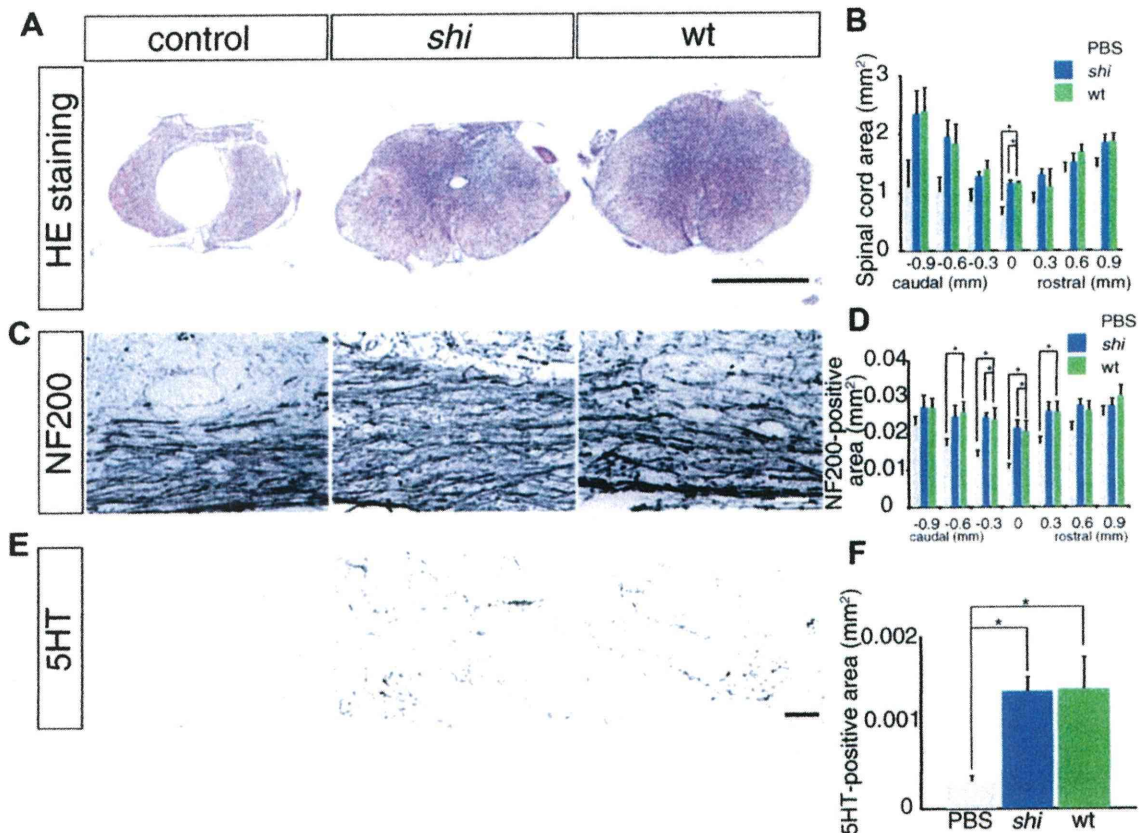 A
control
shi
wt
HE staining
B
PBS
shi
wt
Spinal cord area (mm²)
3
2
1
0
-0.9 -0.6 -0.3 0 0.3 0.6 0.9
caudal (mm) rostral (mm)
*
*
C
NF200
D
PBS
shi
wt
NF200-positive
area (mm²)
0.04
0.03
0.02
0.01
0
* * * *
* *
-0.9 -0.6 -0.3 0 0.3 0.6 0.9
caudal (mm) rostral (mm)
E
5HT
F
5HT-positive area (mm²)
*
*
0.002
0.001
0
PBS shi wt